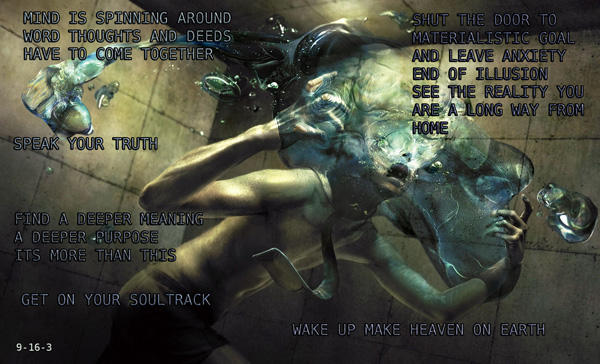 MIND IS SPINNING AROUND
WORD THOUGHTS AND DEEDS
HAVE TO COME TOGETHER
SPEAK YOUR TRUTH
FIND A DEEPER MEANING
A DEEPER PURPOSE
ITS MORE THAN THIS
GET ON YOUR SOULTRACK
9-16-3
SHUT THE DOOR TO
MATERIALISTIC GOAL
AND LEAVE ANXIETY
END OF ILLUSION
SEE THE REALITY YOU
ARE A LONG WAY FROM
HOME
WAKE UP MAKE HEAVEN ON EARTH